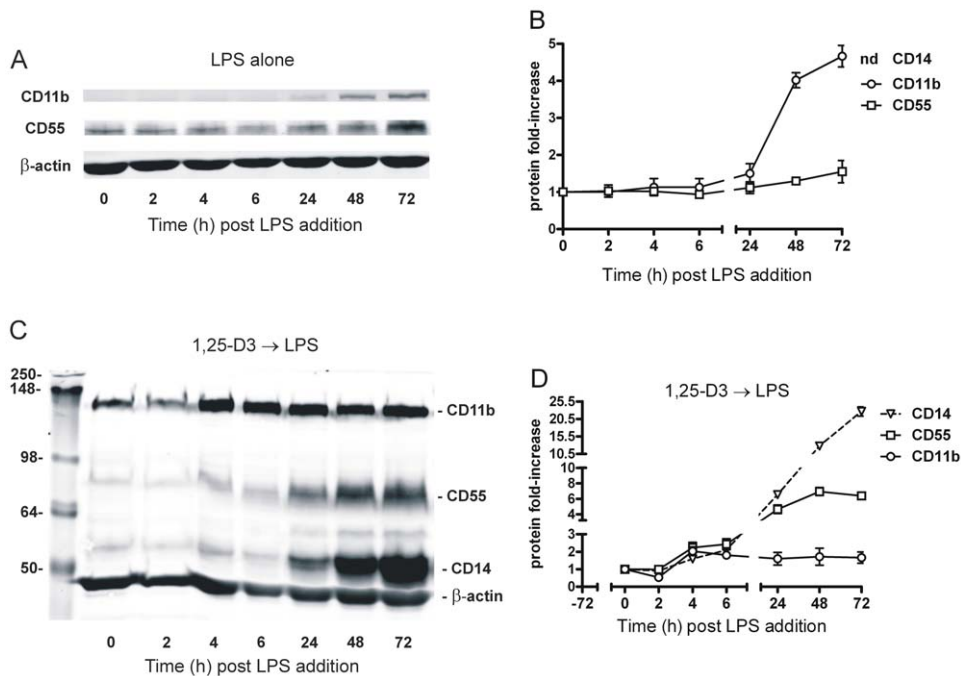 A
LPS alone
CD11b
CD55
β-actin
0 2 4 6 24 48 72
Time (h) post LPS addition
B
protein fold-increase
5
4
3
2
1
0
0 2 4 6 24 48 72
Time (h) post LPS addition
nd CD14
CD11b
CD55
C
1,25-D3 → LPS
250-
148-
98-
64-
50-
- CD11b
- CD55
- CD14
- β-actin
0 2 4 6 24 48 72
Time (h) post LPS addition
D
1,25-D3 → LPS
protein fold-increase
25.5
20.5
15.5
10.5
10
8
6
4
3
2
1
0
-72 0 2 4 6 24 48 72
Time (h) post LPS addition
CD14
CD55
CD11b